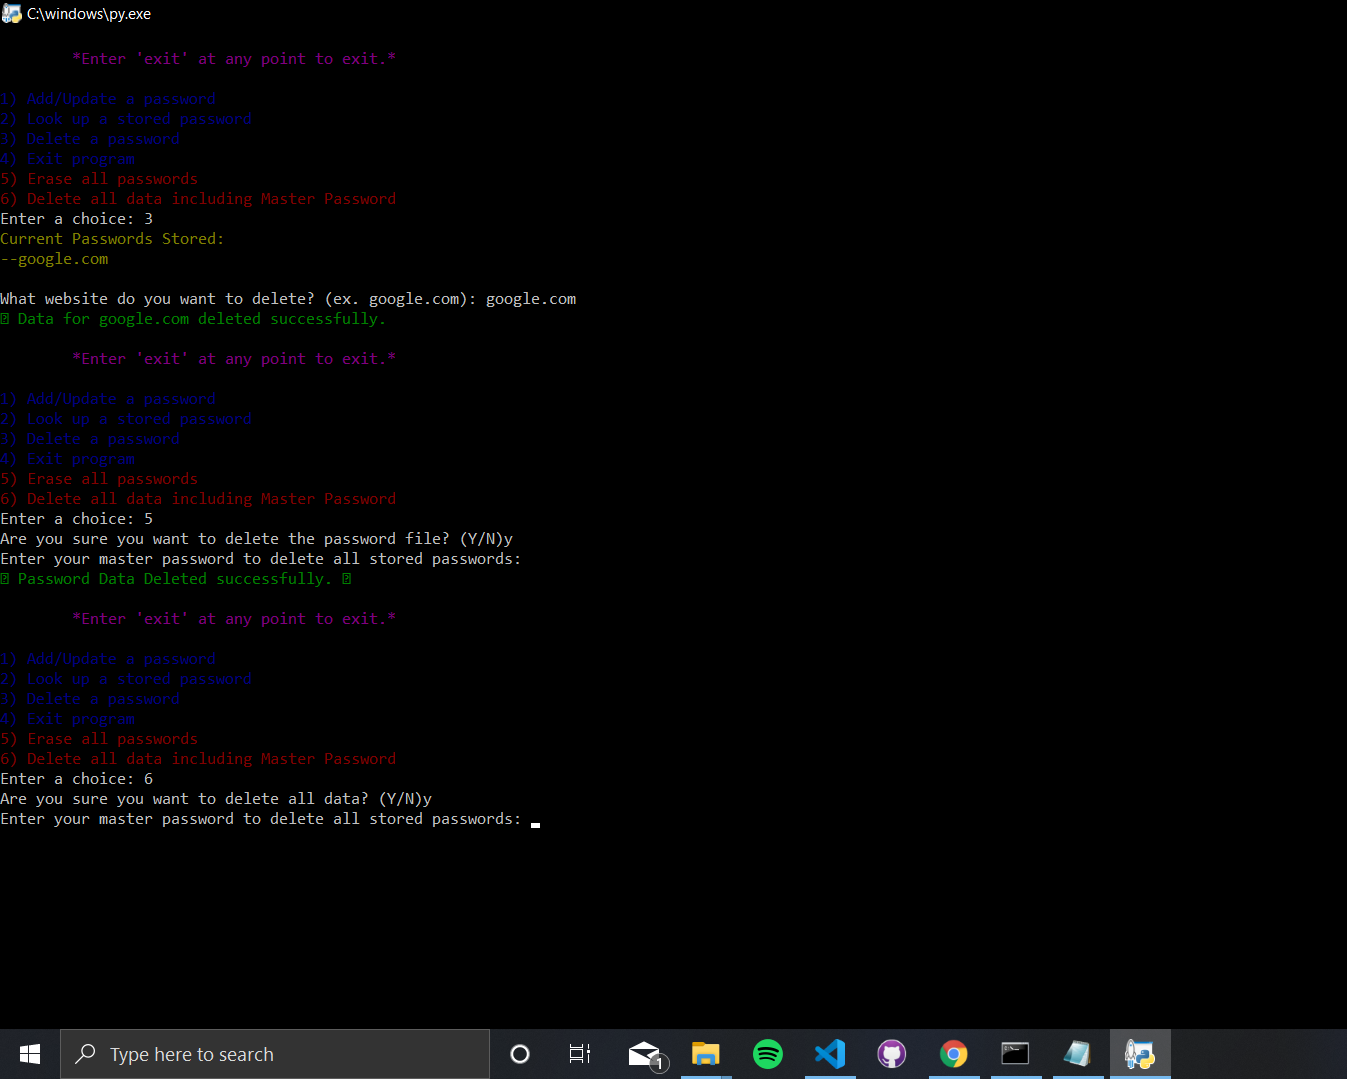 C:\windows\py.exe
*Enter 'exit' at any point to exit.*
1) Add/Update a password
2) Look up a stored password
3) Delete a password
4) Exit program
5) Erase all passwords
6) Delete all data including Master Password
Enter a choice: 3
Current Passwords Stored:
--google.com
What website do you want to delete? (ex. google.com): google.com
⍰ Data for google.com deleted successfully.
*Enter 'exit' at any point to exit.*
1) Add/Update a password
2) Look up a stored password
3) Delete a password
4) Exit program
5) Erase all passwords
6) Delete all data including Master Password
Enter a choice: 5
Are you sure you want to delete the password file? (Y/N)y
Enter your master password to delete all stored passwords:
⍰ Password Data Deleted successfully. ⍰
*Enter 'exit' at any point to exit.*
1) Add/Update a password
2) Look up a stored password
3) Delete a password
4) Exit program
5) Erase all passwords
6) Delete all data including Master Password
Enter a choice: 6
Are you sure you want to delete all data? (Y/N)y
Enter your master password to delete all stored passwords:
Type here to search
1